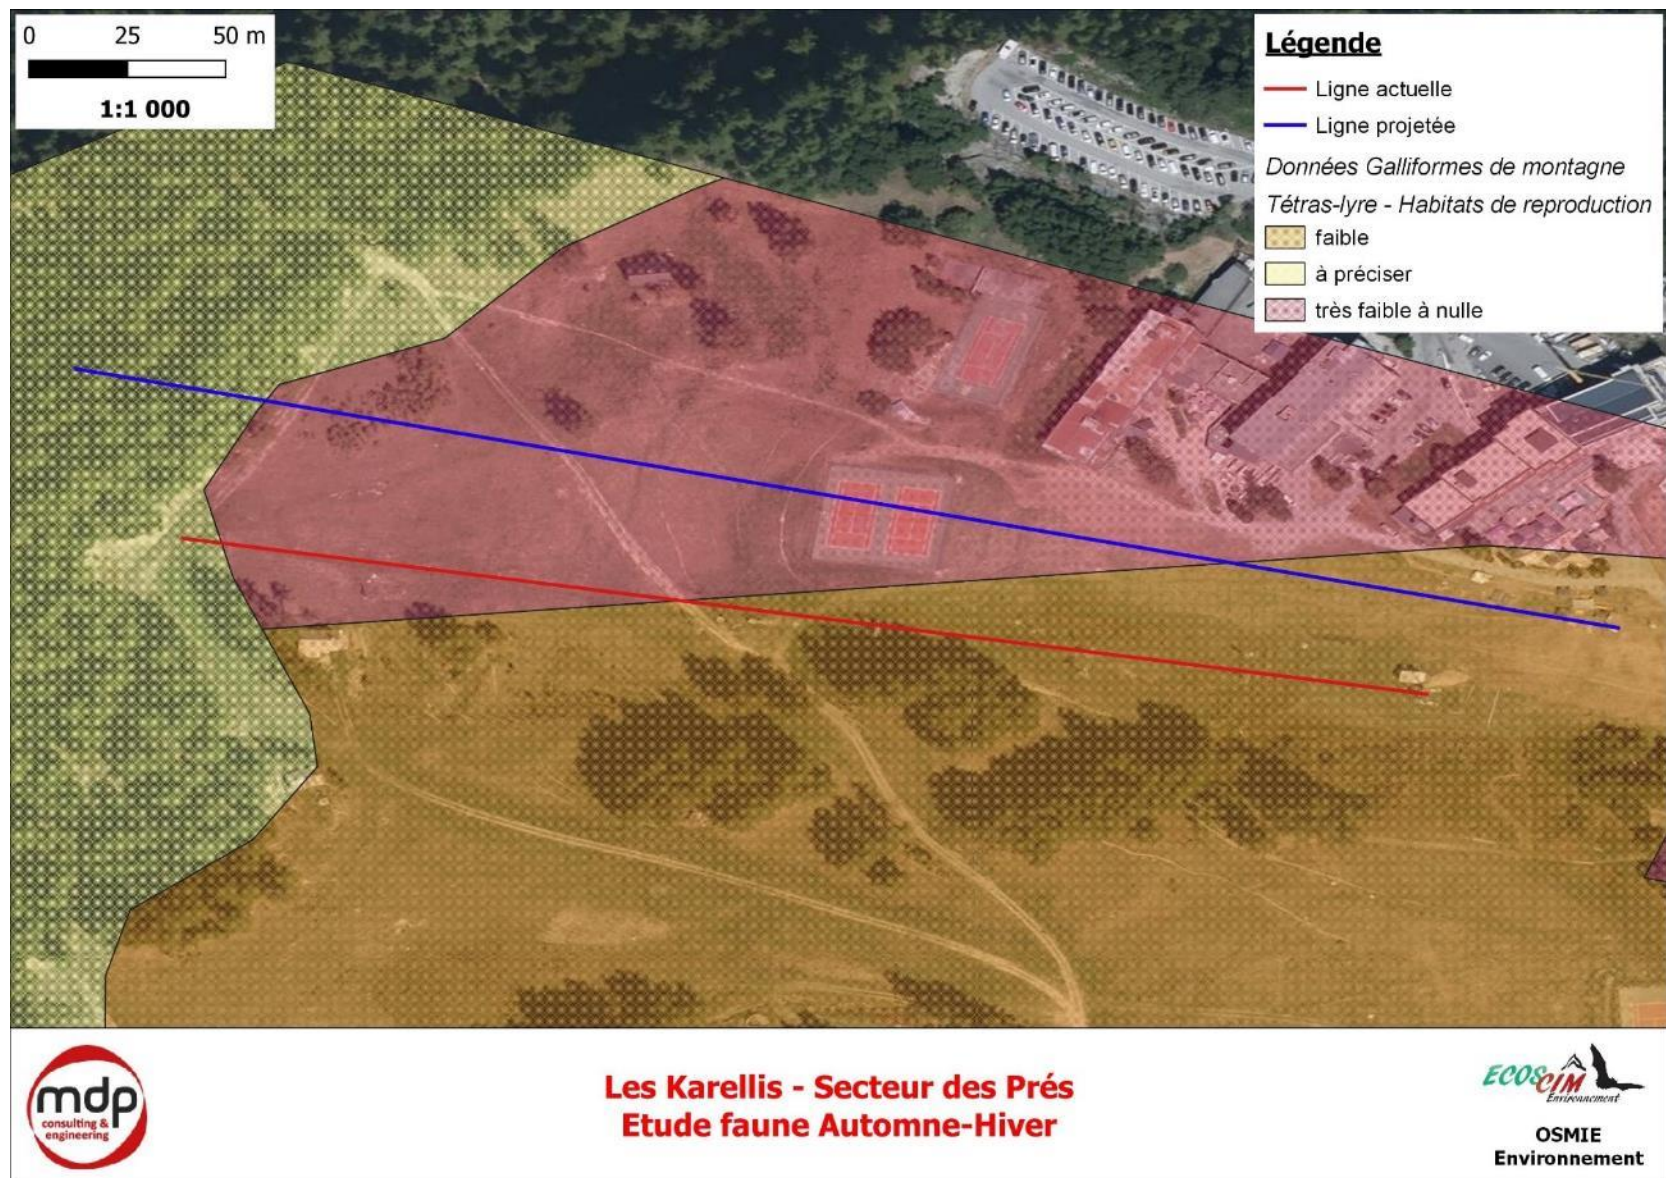 0 25 50 m
1:1 000
Légende
Ligne actuelle
Ligne projetée
Données Galliformes de montagne
Tétras-lyre - Habitats de reproduction
faible
à préciser
très faible à nulle
mdp
consulting &
engineering
Les Karellis - Secteur des Prés
Etude faune Automne-Hiver
ECOSCIM
Environnement
OSMIE
Environnement